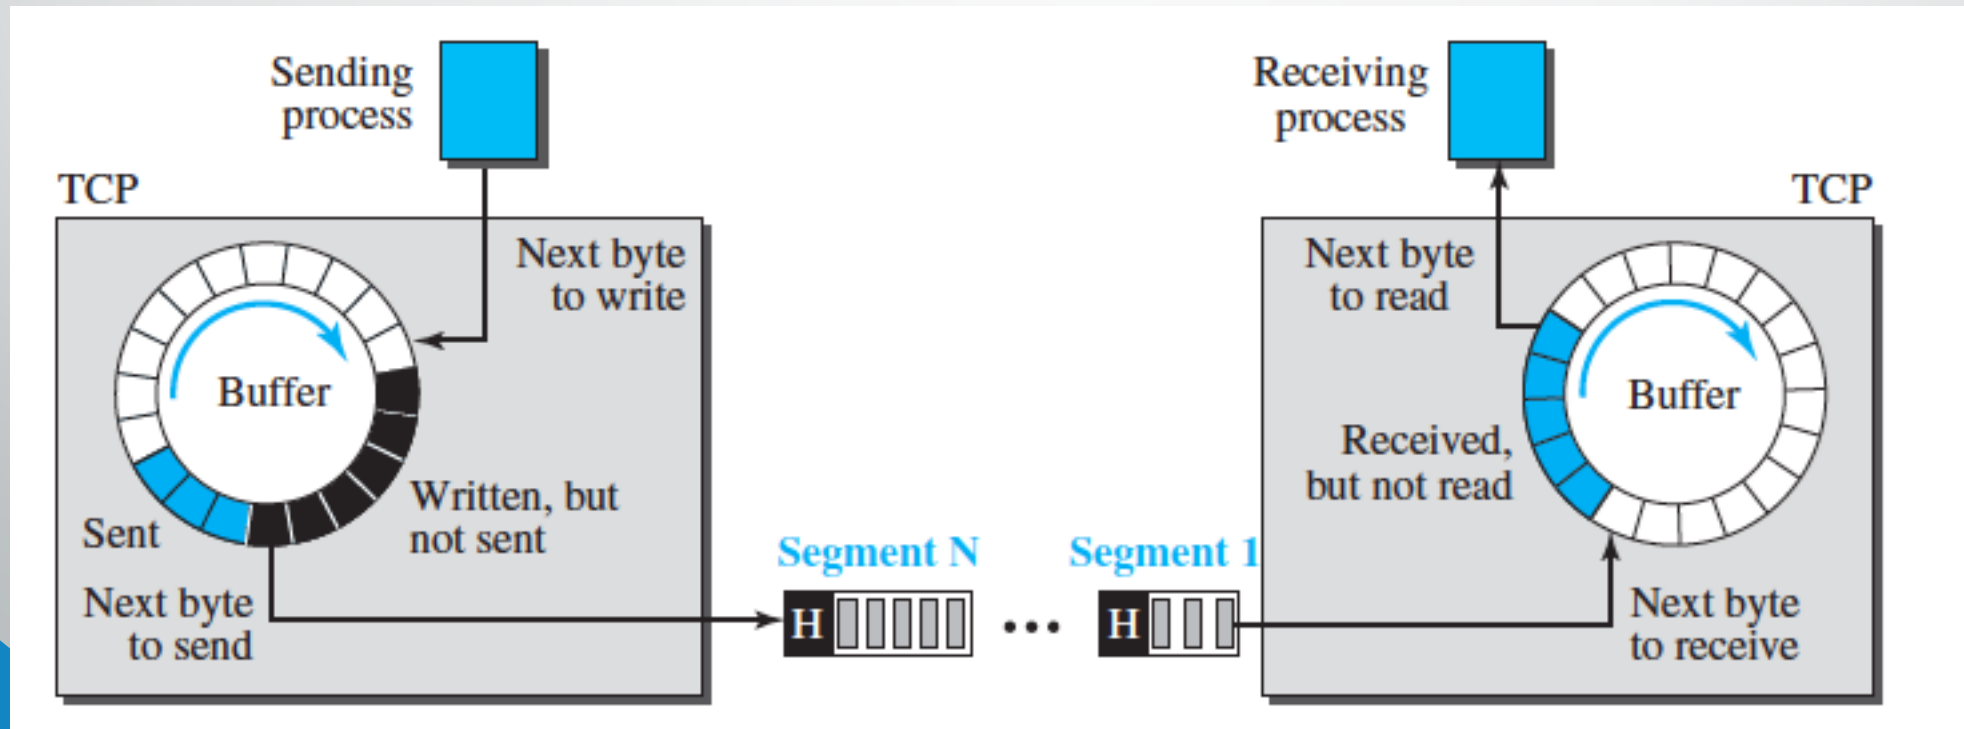 Sending
process
Receiving
process
TCP
TCP
Next byte
to write
Next byte
to read
Buffer
Buffer
Received,
but not read
Written, but
not sent
Sent
Segment N
Segment 1
Next byte
to send
H
...
H
Next byte
to receive